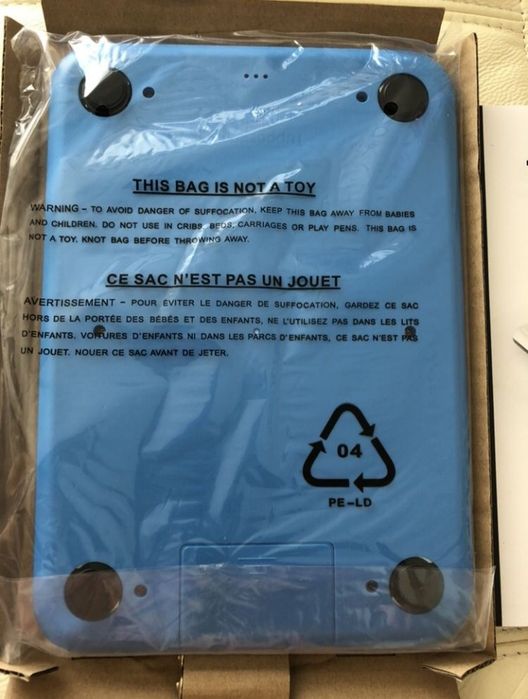 THIS BAG IS NOT A TOY
WARNING – TO AVOID DANGER OF SUFFOCATION, KEEP THIS BAG AWAY FROM BABIES
AND CHILDREN. DO NOT USE IN CRIBS, BEDS, CARRIAGES OR PLAY PENS. THIS BAG IS
NOT A TOY. KNOT BAG BEFORE THROWING AWAY.
CE SAC N'EST PAS UN JOUET
AVERTISSEMENT – POUR ÉVITER LE DANGER DE SUFFOCATION, GARDEZ CE SAC
HORS DE LA PORTÉE DES BÉBÉS ET DES ENFANTS, NE L'UTILISEZ PAS DANS LES LITS
D'ENFANTS, VOITURES D'ENFANTS NI DANS LES PARCS D'ENFANTS, CE SAC N'EST PAS
UN JOUET. NOUER CE SAC AVANT DE JETER.
04
PE-LD